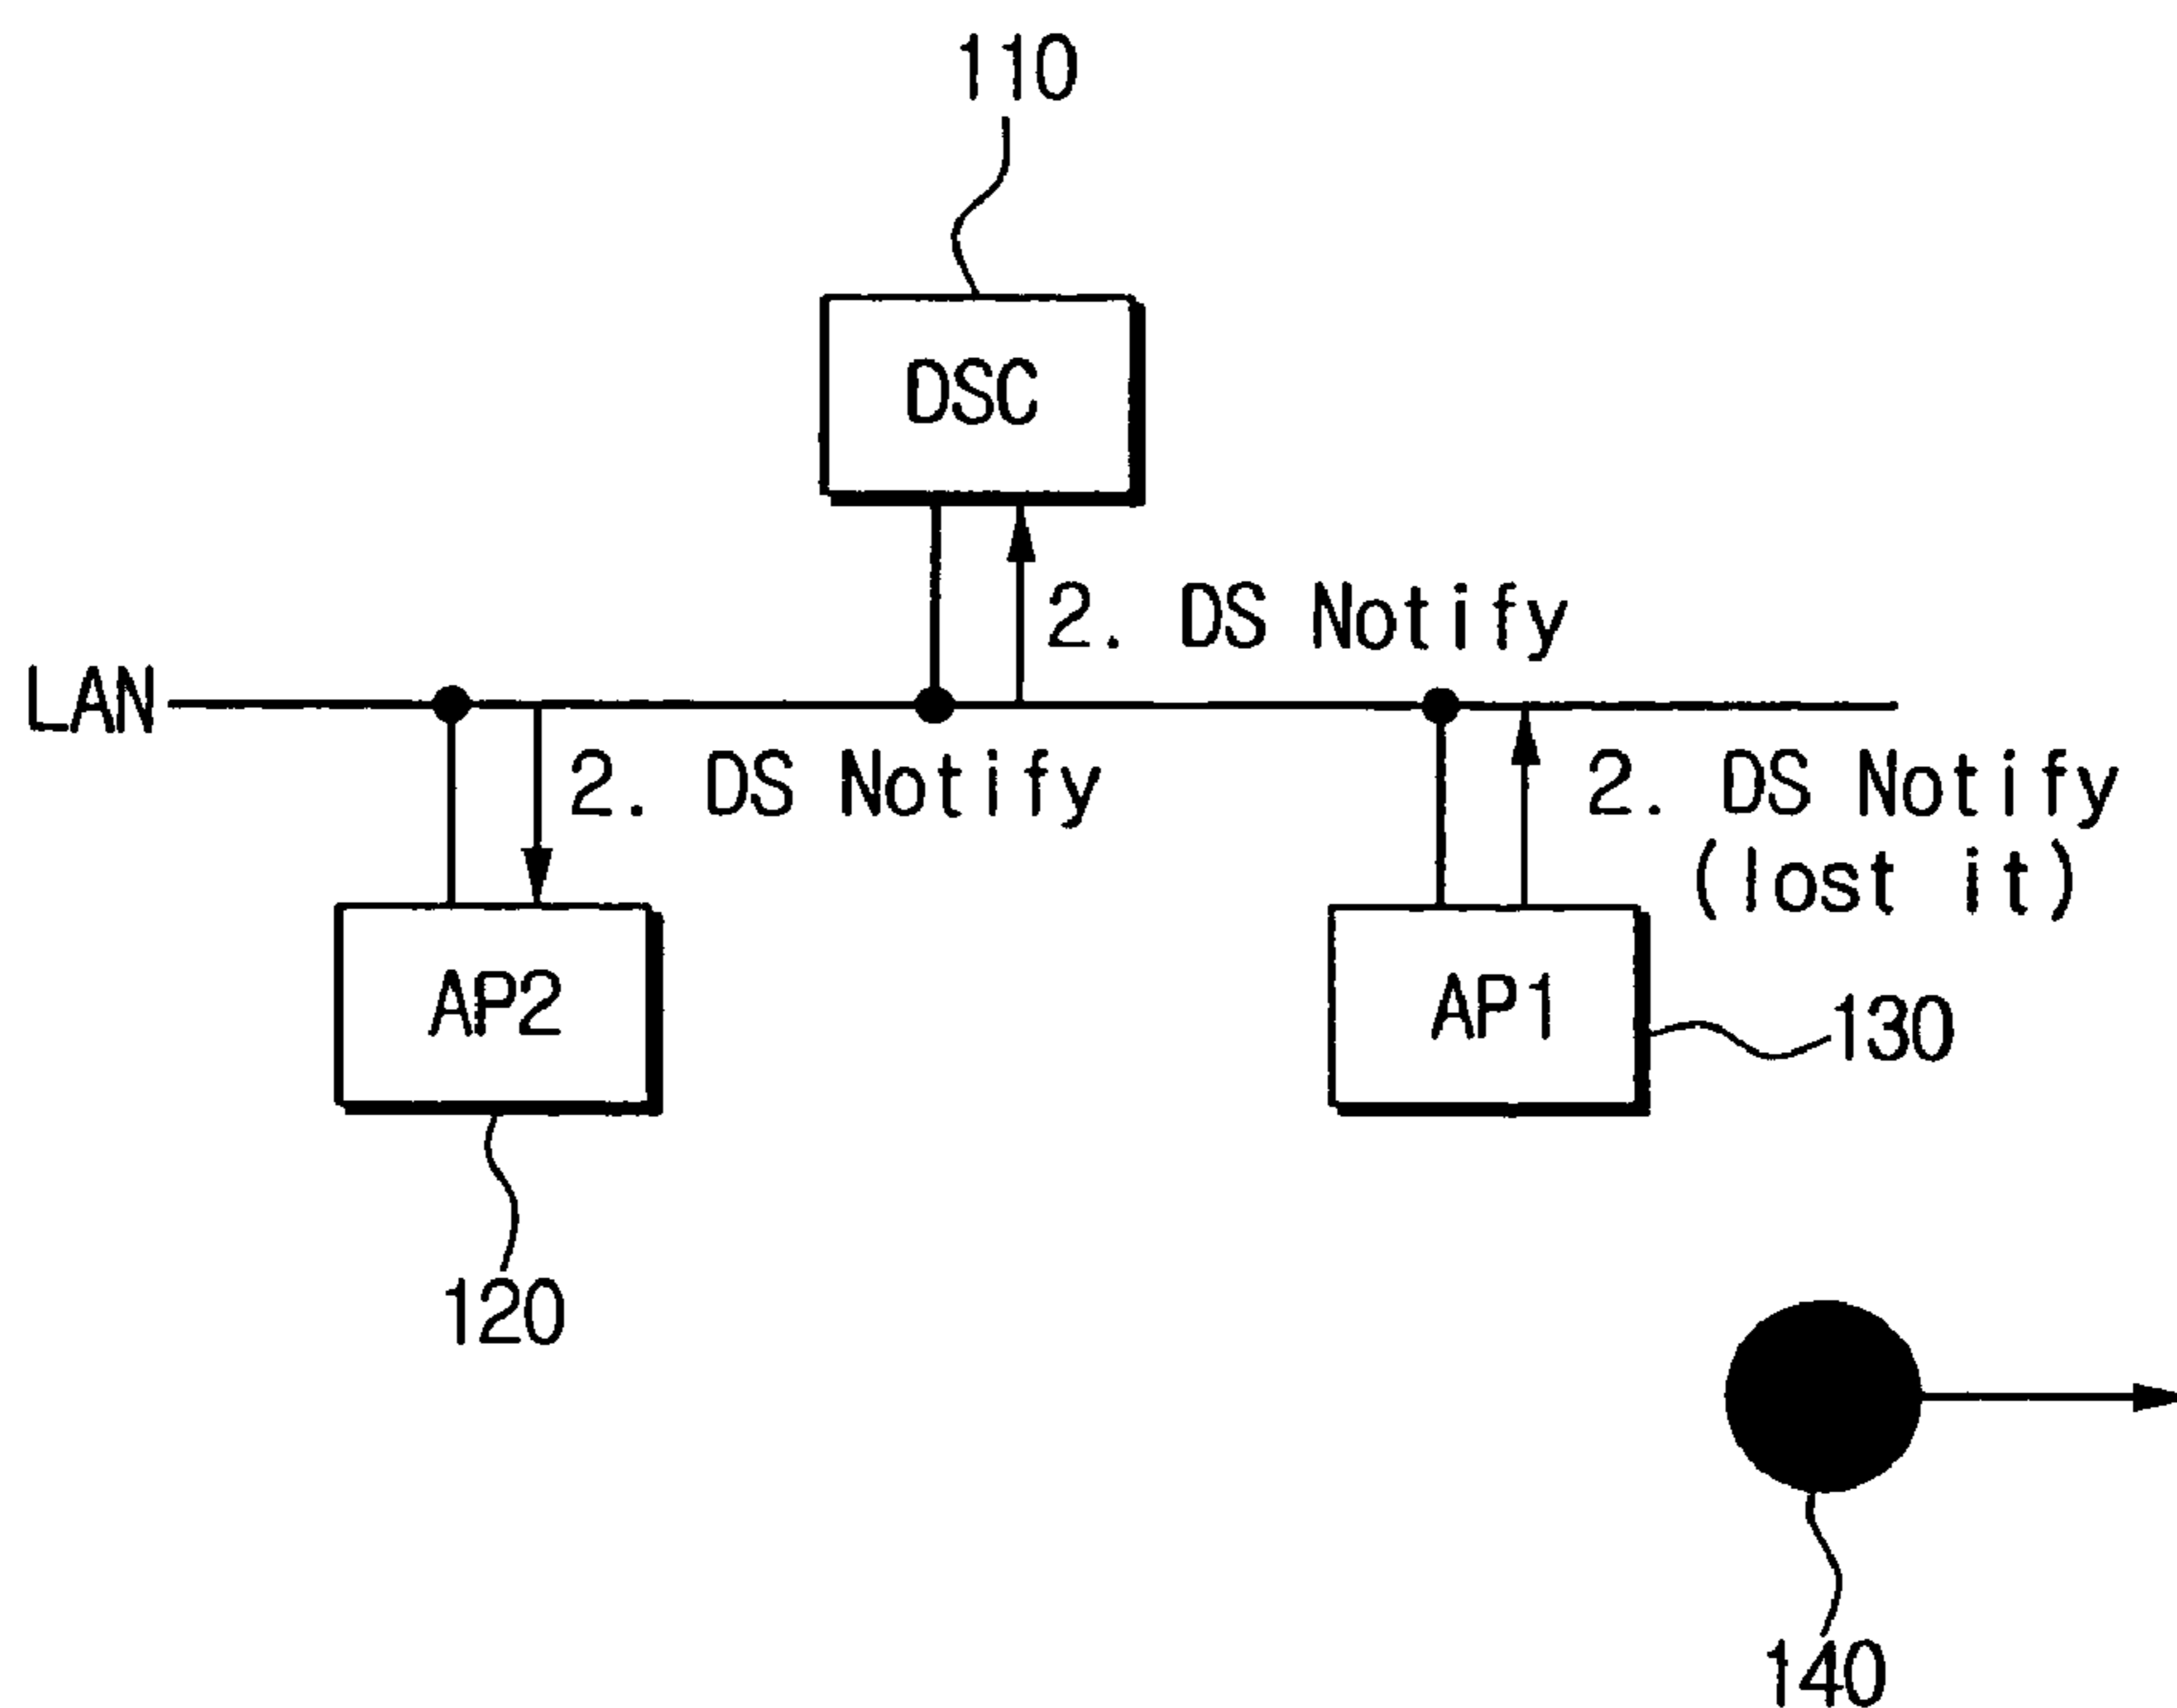 110
DSC
2. DS Notify
LAN
2. DS Notify
2. DS Notify
(lost it)
AP2
AP1
130
120
140